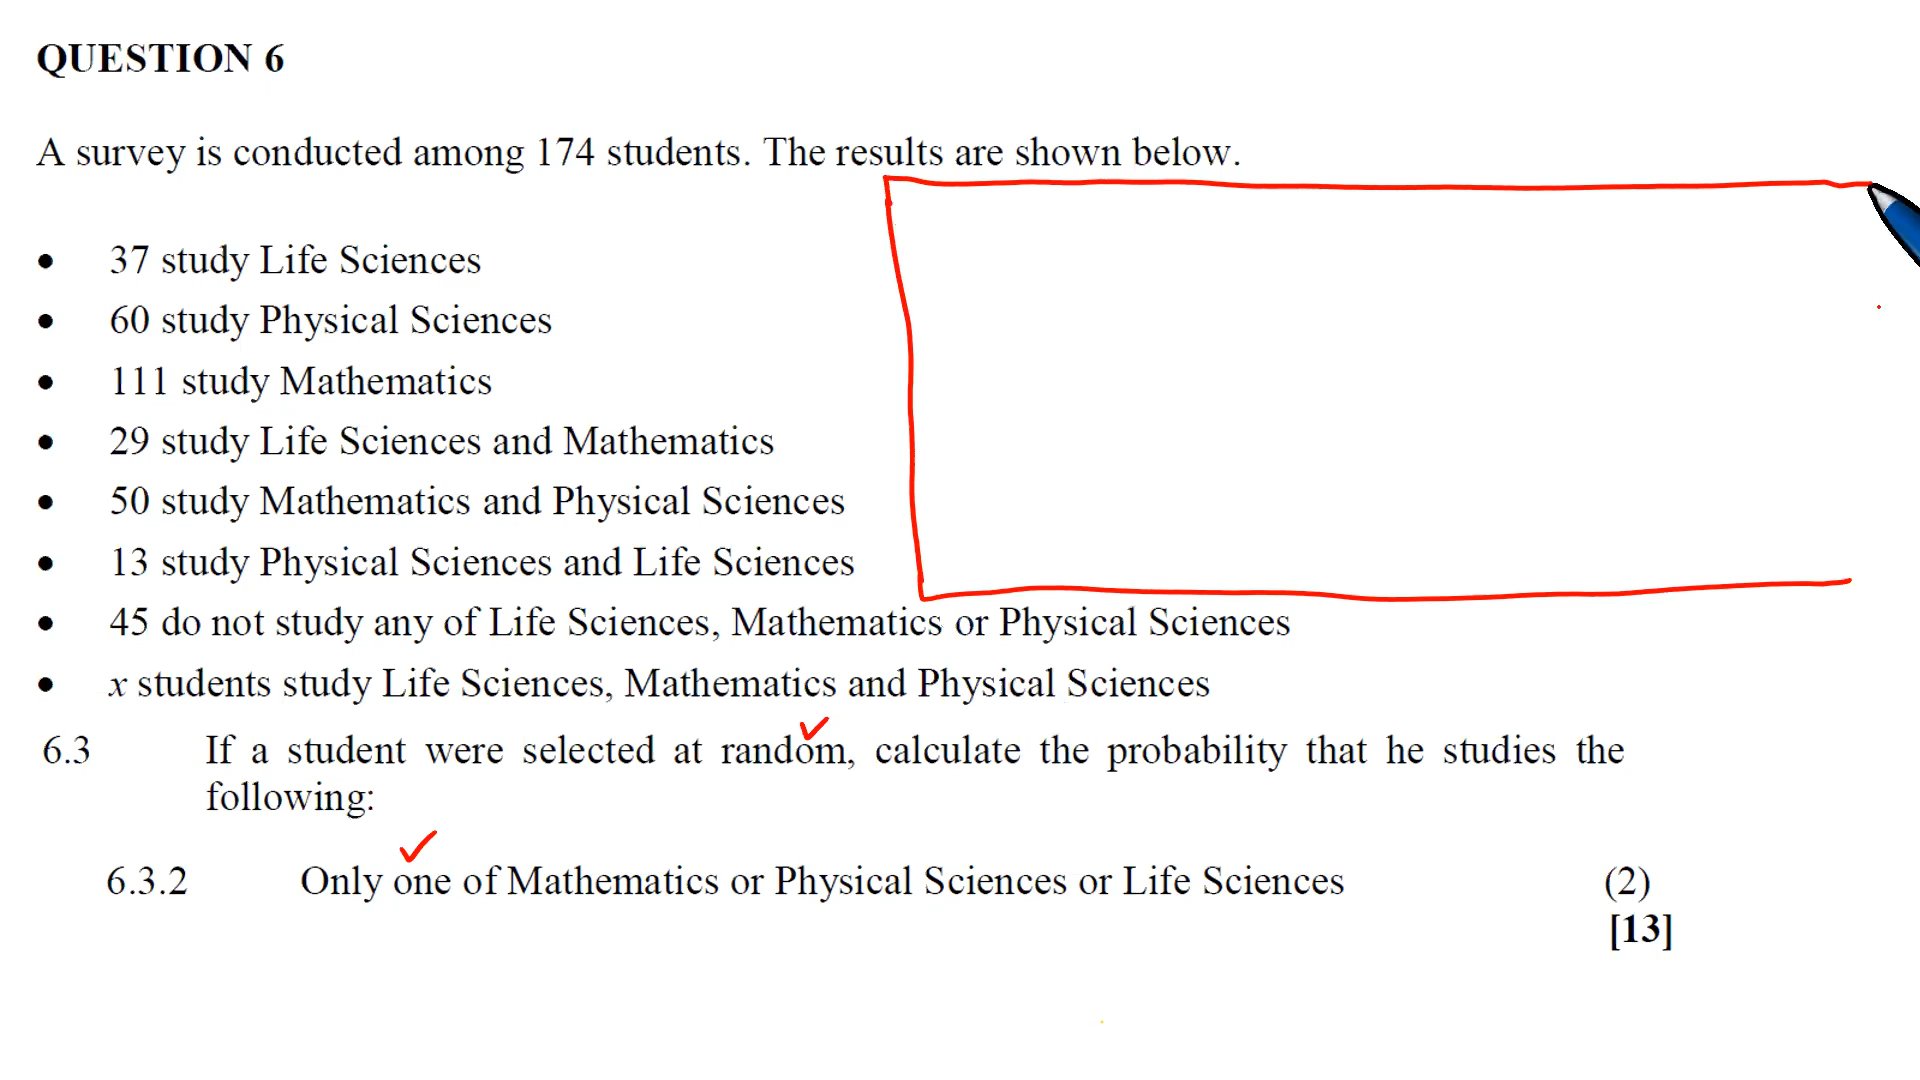 QUESTION 6
A survey is conducted among 174 students. The results are shown below.
• 37 study Life Sciences
• 60 study Physical Sciences
• 111 study Mathematics
• 29 study Life Sciences and Mathematics
• 50 study Mathematics and Physical Sciences
• 13 study Physical Sciences and Life Sciences
• 45 do not study any of Life Sciences, Mathematics or Physical Sciences
• x students study Life Sciences, Mathematics and Physical Sciences
6.3 If a student were selected at random, calculate the probability that he studies the
following:
6.3.2 Only one of Mathematics or Physical Sciences or Life Sciences (2)
[13]